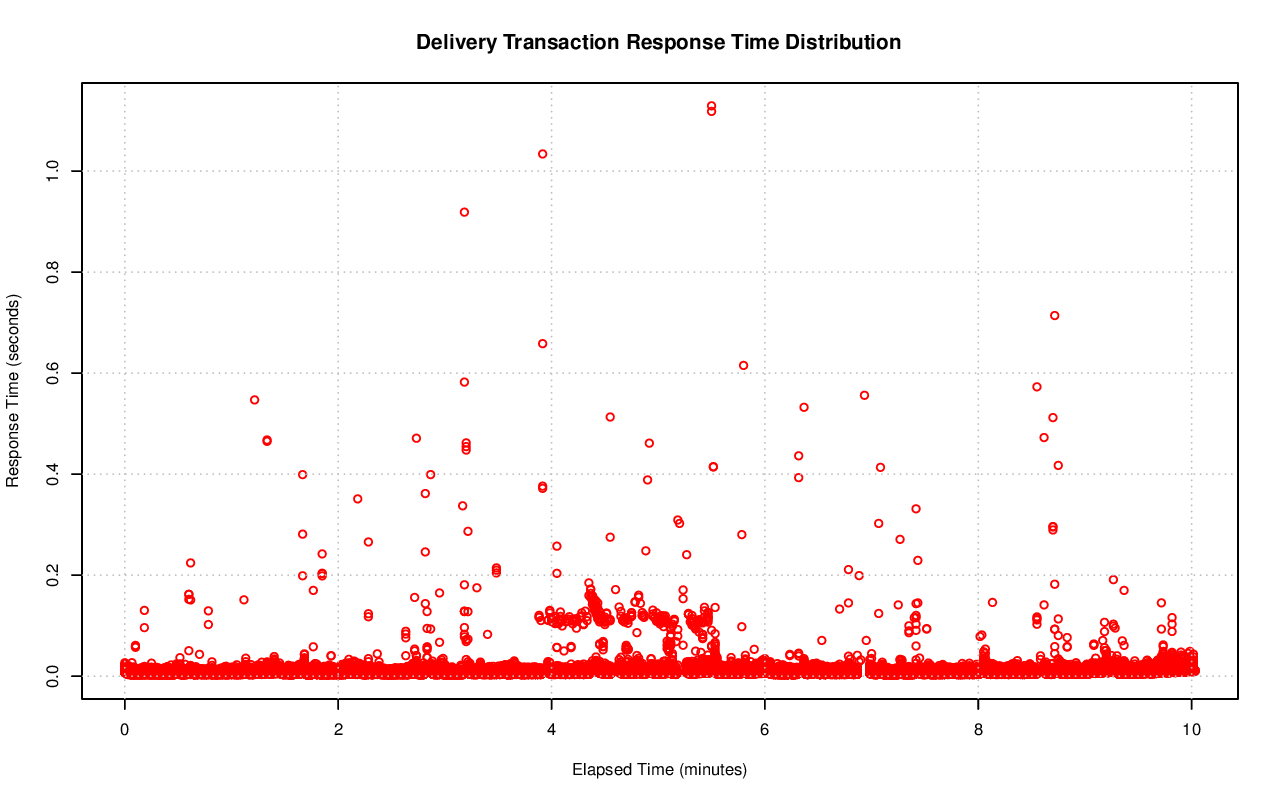 Delivery Transaction Response Time Distribution
Response Time (seconds)
1.0
0.8
0.6
0.4
0.2
0.0
0 2 4 6 8 10
Elapsed Time (minutes)